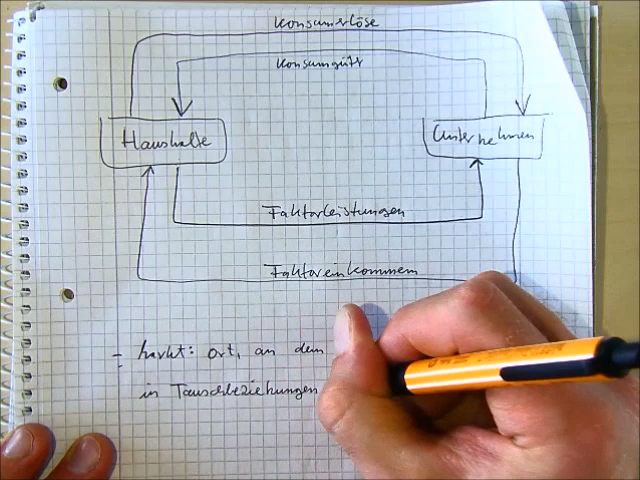 Konsumerlöse
Konsumgüter
Haushalte
Unternehmen
Faktorleistungen
Faktoreinkommen
- Markt: Ort, an dem
in Tauschbeziehungen